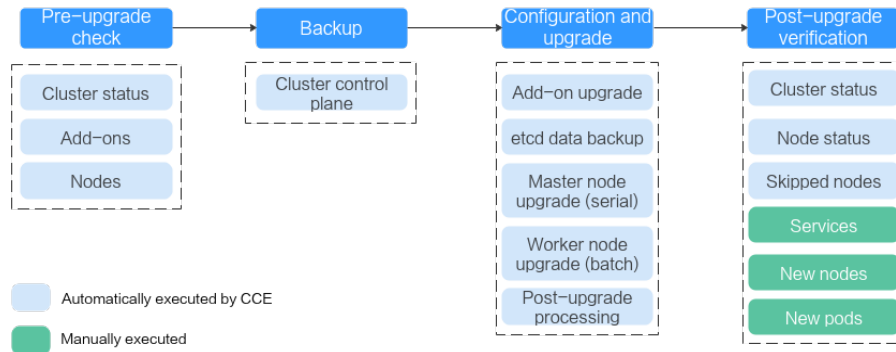 Pre-upgrade
check
Backup
Configuration and
upgrade
Post-upgrade
verification
Cluster status
Add-ons
Nodes
Cluster control
plane
Add-on upgrade
etcd data backup
Master node
upgrade (serial)
Worker node
upgrade (batch)
Post-upgrade
processing
Cluster status
Node status
Skipped nodes
Services
New nodes
New pods
Automatically executed by CCE
Manually executed